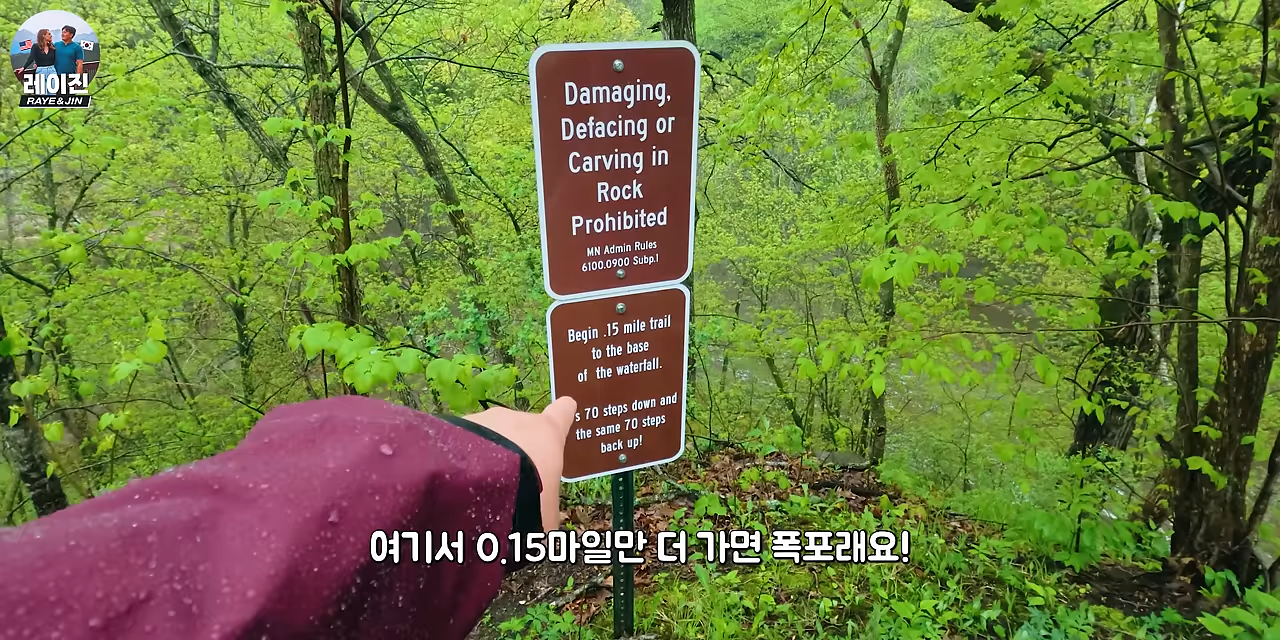 레이진
RAYE&JIN
Damaging,
Defacing or
Carving in
Rock
Prohibited
MN Admin Rules
6100.0900 Subp.1
Begin .15 mile trail
to the base
of the waterfall.
70 steps down and
the same 70 steps
back up!
여기서 0.15마일만 더 가면 폭포래요!